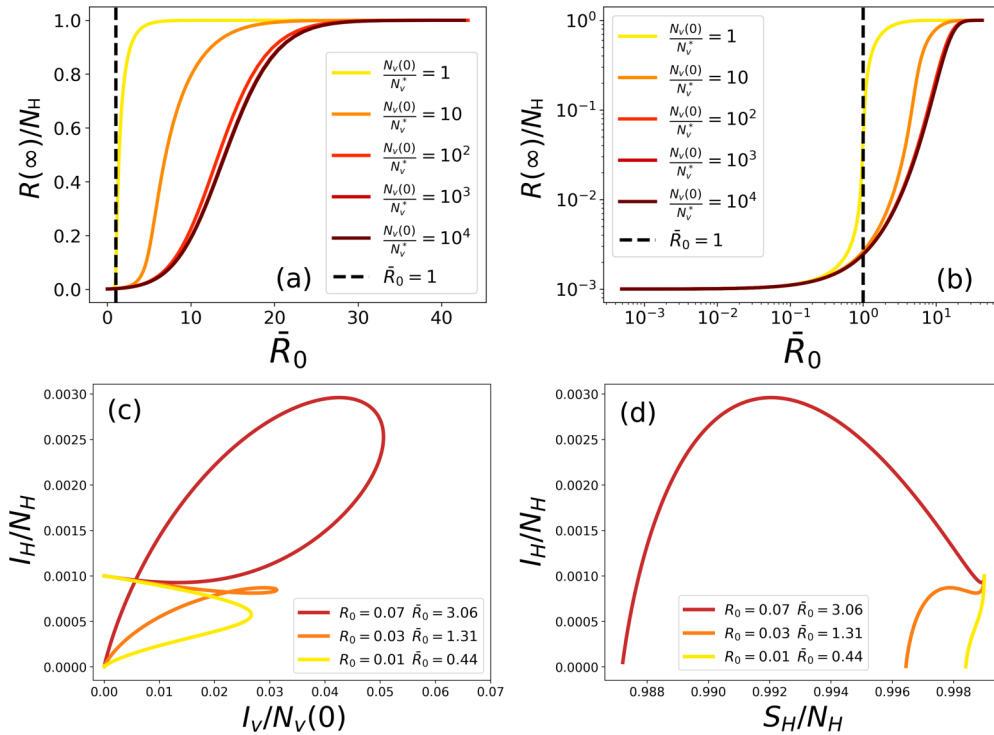 R(∞)/N_H
1.0
0.8
0.6
0.4
0.2
0.0
N_v(0)/N_v^* = 1
N_v(0)/N_v^* = 10
N_v(0)/N_v^* = 10^2
N_v(0)/N_v^* = 10^3
N_v(0)/N_v^* = 10^4
R̄_0 = 1
(a)
0 10 20 30 40
R̄_0
R(∞)/N_H
10^0
10^{-1}
10^{-2}
10^{-3}
N_v(0)/N_v^* = 1
N_v(0)/N_v^* = 10
N_v(0)/N_v^* = 10^2
N_v(0)/N_v^* = 10^3
N_v(0)/N_v^* = 10^4
R̄_0 = 1
(b)
10^{-3} 10^{-2} 10^{-1} 10^0 10^1
R̄_0
(c)
I_H/N_H
0.0030
0.0025
0.0020
0.0015
0.0010
0.0005
0.0000
R_0 = 0.07 R̄_0 = 3.06
R_0 = 0.03 R̄_0 = 1.31
R_0 = 0.01 R̄_0 = 0.44
0.00 0.01 0.02 0.03 0.04 0.05 0.06 0.07
I_v/N_v(0)
(d)
I_H/N_H
0.0030
0.0025
0.0020
0.0015
0.0010
0.0005
0.0000
R_0 = 0.07 R̄_0 = 3.06
R_0 = 0.03 R̄_0 = 1.31
R_0 = 0.01 R̄_0 = 0.44
0.988 0.990 0.992 0.994 0.996 0.998
S_H/N_H